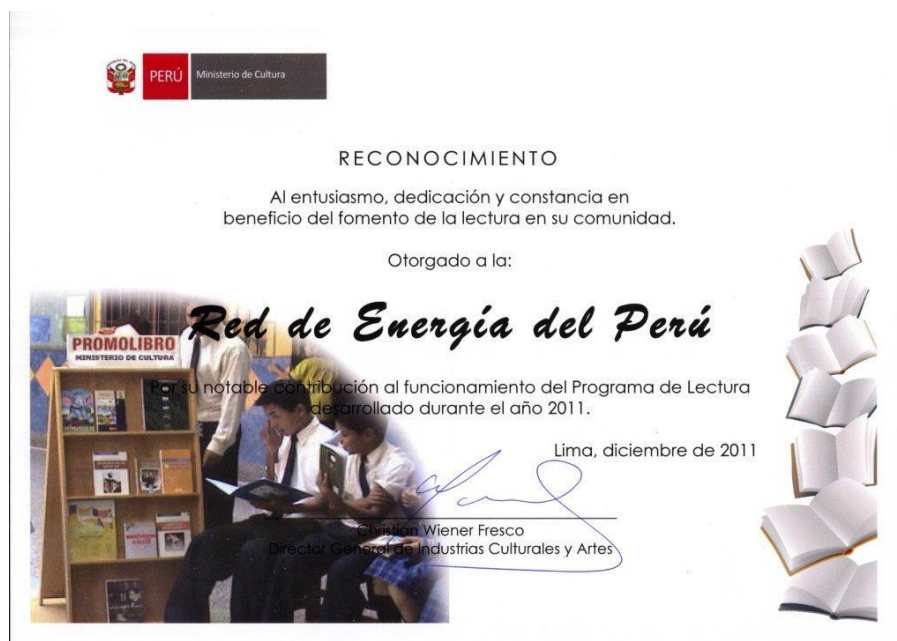 PERÚ
Ministerio de Cultura
RECONOCIMIENTO
Al entusiasmo, dedicación y constancia en
beneficio del fomento de la lectura en su comunidad.
Otorgado a la:
Red de Energía del Perú
PROMOLIBRO
MINISTERIO DE CULTURA
Por su notable contribución al funcionamiento del Programa de Lectura
desarrollado durante el año 2011.
Lima, diciembre de 2011
Christian Wiener Fresco
Director General de Industrias Culturales y Artes